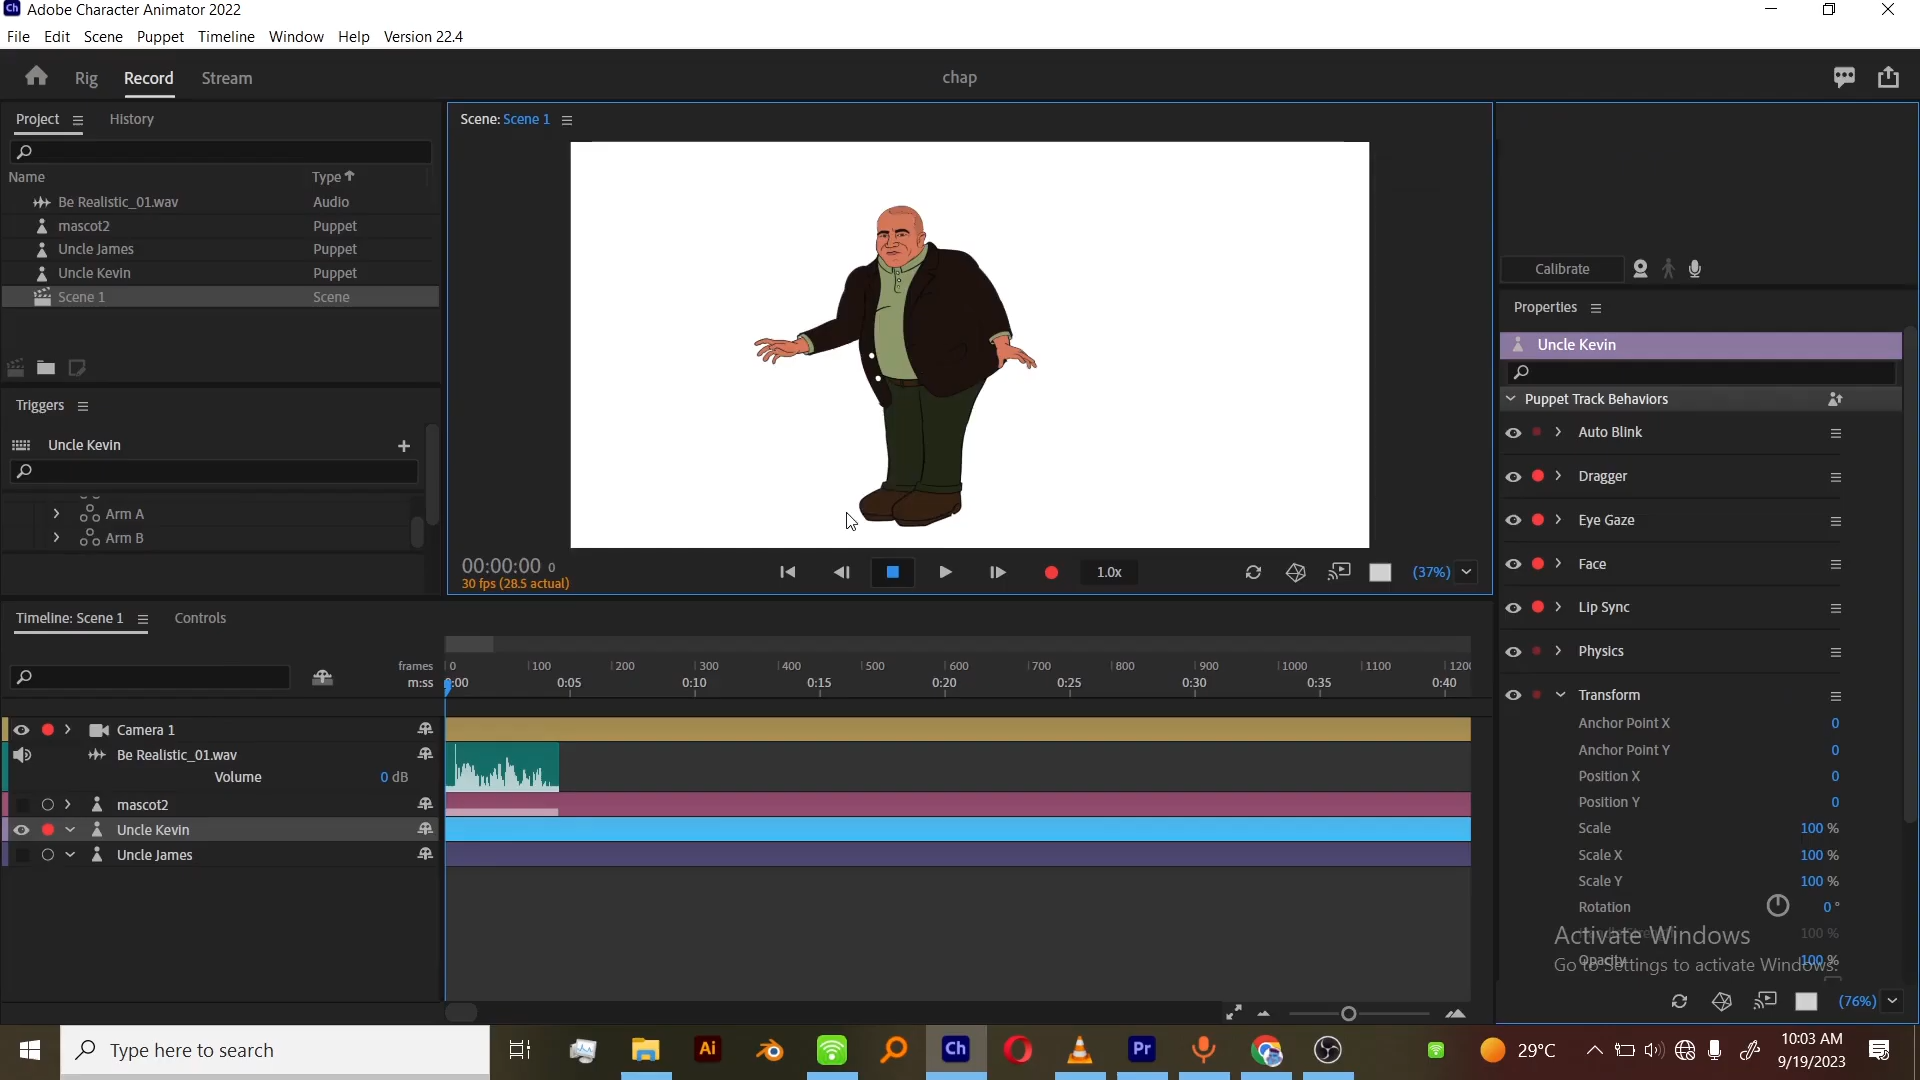 Ch Adobe Character Animator 2022
File Edit Scene Puppet Timeline Window Help Version 22.4
Rig Record Stream chap
Project History
Scene: Scene 1
Name Type
Be Realistic_01.wav Audio
mascot2 Puppet
Uncle James Puppet
Uncle Kevin Puppet
Scene 1 Scene
Calibrate
Properties
Uncle Kevin
Puppet Track Behaviors
Auto Blink
Dragger
Eye Gaze
Face
Lip Sync
Physics
Transform
Anchor Point X 0
Anchor Point Y 0
Position X 0
Position Y 0
Scale 100 %
Scale X 100 %
Scale Y 100 %
Rotation 0 °
100 %
Opacity 100 %
Activate Windows
Go to Settings to activate Windows.
(76%)
Triggers
Uncle Kevin
Arm A
Arm B
00:00:00 0
30 fps (28.5 actual)
1.0x (37%)
Timeline: Scene 1 Controls
frames 0 100 200 300 400 500 600 700 800 900 1000 1100 1200
m:ss 0:00 0:05 0:10 0:15 0:20 0:25 0:30 0:35 0:40
Camera 1
Be Realistic_01.wav
Volume 0 dB
mascot2
Uncle Kevin
Uncle James
Type here to search
Ai Ch Pr
29°C
10:03 AM
9/19/2023